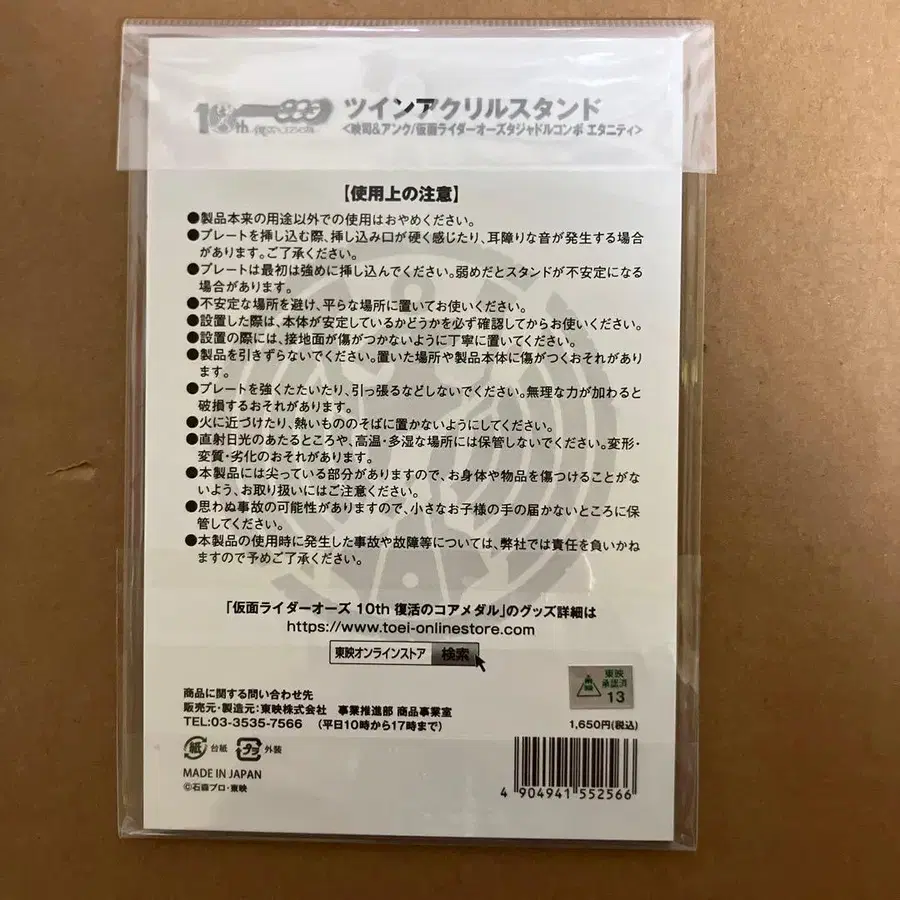 10th
ツインアクリルスタンド
<映司&アンク/仮面ライダーオーズタジャドルコンボ エタニティ>
【使用上の注意】
●製品本来の用途以外での使用はおやめください。
●プレートを挿し込む際、挿し込み口が硬く感じたり、耳障りな音が発生する場合
があります。ご了承ください。
●プレートは最初は強めに挿し込んでください。弱めだとスタンドが不安定になる
場合があります。
●不安定な場所を避け、平らな場所に置いてお使いください。
●設置した際は、本体が安定しているかどうかを必ず確認してからお使いください。
●設置の際には、接地面が傷がつかないように丁寧に置いてください。
●製品を引きずらないでください。置いた場所や製品本体に傷がつくおそれがあり
ます。
●プレートを強くたたいたり、引っ張るなどしないでください。無理な力が加わると
破損するおそれがあります。
●火に近づけたり、熱いもののそばに置かないようにしてください。
●直射日光のあたるところや、高温・多湿な場所には保管しないでください。変形・
変質・劣化のおそれがあります。
●本製品には尖っている部分がありますので、お身体や物品を傷つけることがな
いよう、お取り扱いにはご注意ください。
●思わぬ事故の可能性がありますので、小さなお子様の手の届かないところに保
管してください。
●本製品の使用時に発生した事故や故障等については、弊社では責任を負いかね
ますので予めご了承ください。
「仮面ライダーオーズ 10th 復活のコアメダル」のグッズ詳細は
https://www.toei-onlinestore.com
東映オンラインストア 検索
東映
承認済
13
商品に関する問い合わせ先
販売元・製造元：東映株式会社 事業推進部 商品事業室
TEL:03-3535-7566 (平日10時から17時まで)
1,650円(税込)
紙 台紙 プラ 外装
MADE IN JAPAN
©石森プロ・東映
4 904941 552566